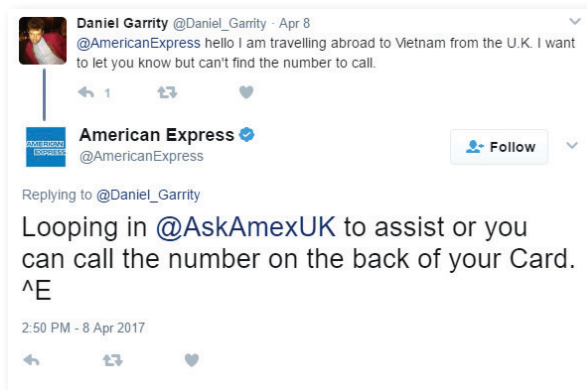 Daniel Garrity @Daniel_Garrity · Apr 8
@AmericanExpress hello I am travelling abroad to Vietnam from the U.K. I want
to let you know but can't find the number to call.
1
AMERICAN
EXPRESS
American Express
@AmericanExpress
Follow
Replying to @Daniel_Garrity
Looping in @AskAmexUK to assist or you
can call the number on the back of your Card.
^E
2:50 PM - 8 Apr 2017